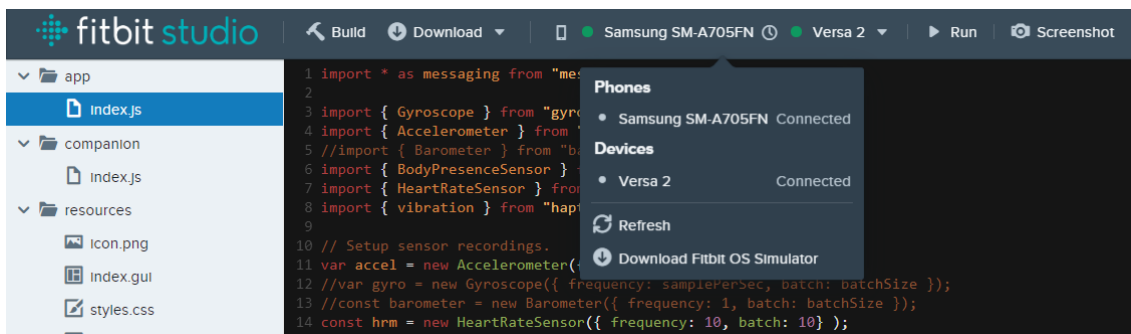 fitbit studio Build Download Samsung SM-A705FN Versa 2 Run Screenshot
app
Index.js
companion
Index.js
resources
Icon.png
Index.gui
styles.css
1 import * as messaging from "mes
2
3 import { Gyroscope } from "gyro
4 import { Accelerometer } from "
5 //import { Barometer } from "ba
6 import { BodyPresenceSensor }
7 import { HeartRateSensor } from
8 import { vibration } from "hapt
9
10 // Setup sensor recordings.
11 var accel = new Accelerometer({
12 //var gyro = new Gyroscope({ frequency: samplePerSec, batch: batchSize });
13 //const barometer = new Barometer({ frequency: 1, batch: batchSize });
14 const hrm = new HeartRateSensor({ frequency: 10, batch: 10} );
Phones
Samsung SM-A705FN Connected
Devices
Versa 2 Connected
Refresh
Download Fitbit OS Simulator